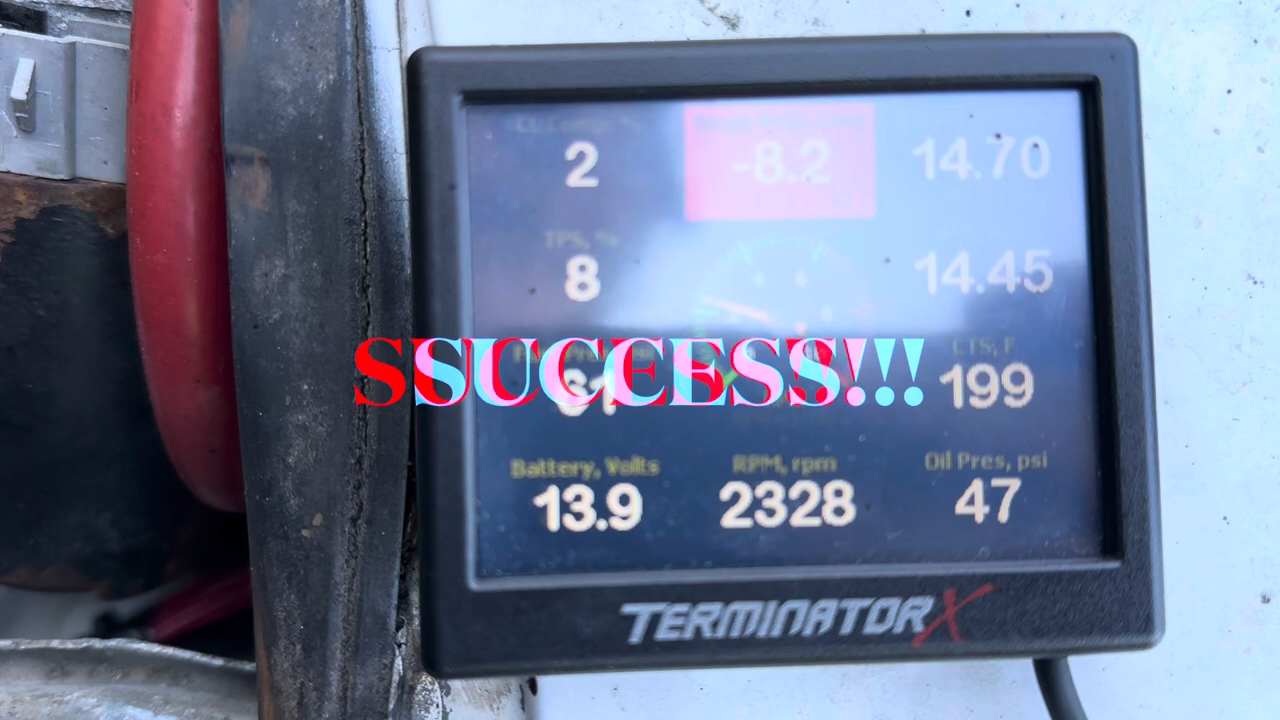 2 -8.2 14.70
TPS, %
8 14.45
SSUCCESS!!!!!
CTS, F
61 199
Battery, Volts RPM, rpm Oil Pres, psi
13.9 2328 47
TERMINATOR X